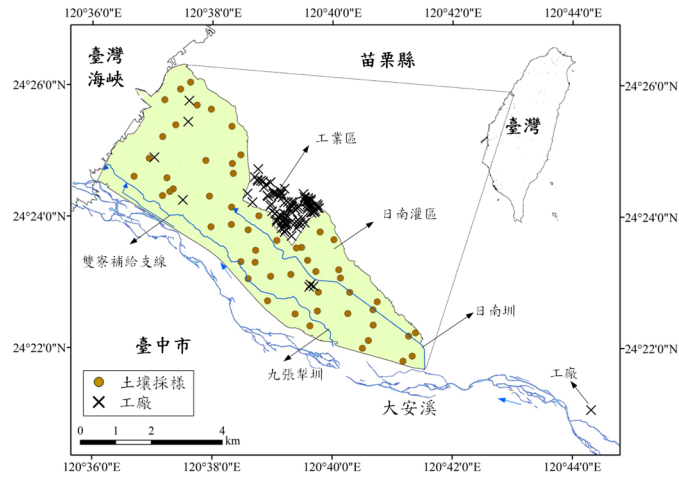 120°36'0"E
120°38'0"E
120°40'0"E
120°42'0"E
120°44'0"E
臺灣
海峽
苗栗縣
24°26'0"N
24°26'0"N
臺灣
工業區
24°24'0"N
24°24'0"N
日南灌區
雙寮補給支線
日南圳
臺中市
24°22'0"N
24°22'0"N
九張犁圳
工廠
土壤採樣
工廠
大安溪
0 1 2 4
km
120°36'0"E
120°38'0"E
120°40'0"E
120°42'0"E
120°44'0"E